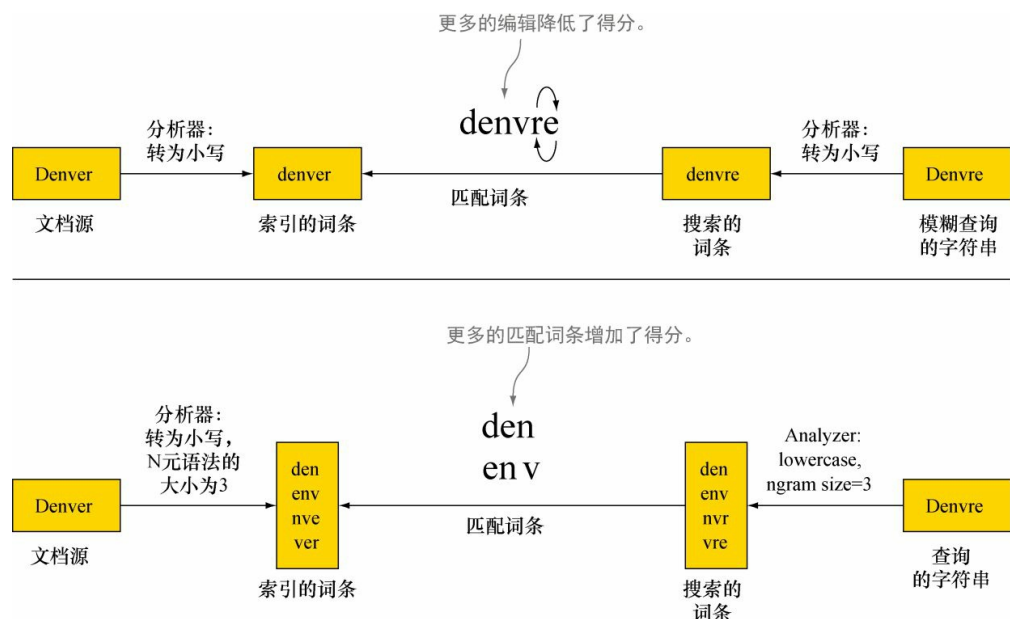 更多的编辑降低了得分。
denvre
分析器：
转为小写
分析器：
转为小写
Denver
denver
denvre
Denvre
匹配词条
文档源
索引的词条
搜索的
词条
模糊查询
的字符串
更多的匹配词条增加了得分。
den
env
分析器：
转为小写，
N元语法的
大小为3
Analyzer:
lowercase,
ngram size=3
Denver
den
env
nve
ver
den
env
nvr
vre
Denvre
匹配词条
文档源
索引的词条
搜索的
词条
查询
的字符串